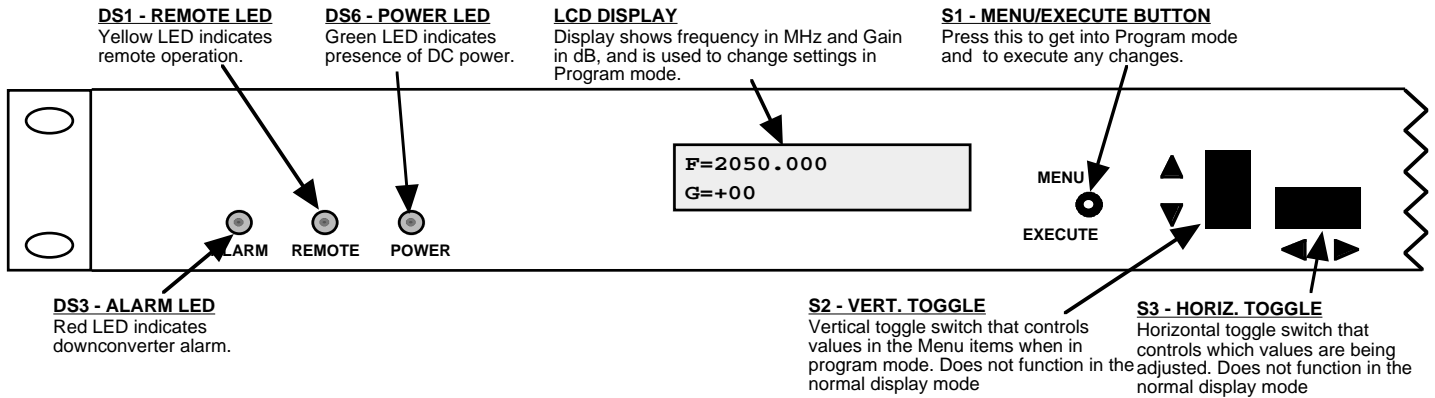 DS1 - REMOTE LED
Yellow LED indicates
remote operation.
DS6 - POWER LED
Green LED indicates
presence of DC power.
LCD DISPLAY
Display shows frequency in MHz and Gain
in dB, and is used to change settings in
Program mode.
S1 - MENU/EXECUTE BUTTON
Press this to get into Program mode
and to execute any changes.
F=2050.000
G=+00
MENU
EXECUTE
ALARM
REMOTE
POWER
DS3 - ALARM LED
Red LED indicates
downconverter alarm.
S2 - VERT. TOGGLE
Vertical toggle switch that controls
values in the Menu items when in
program mode. Does not function in the
normal display mode
S3 - HORIZ. TOGGLE
Horizontal toggle switch that
controls which values are being
adjusted. Does not function in the
normal display mode